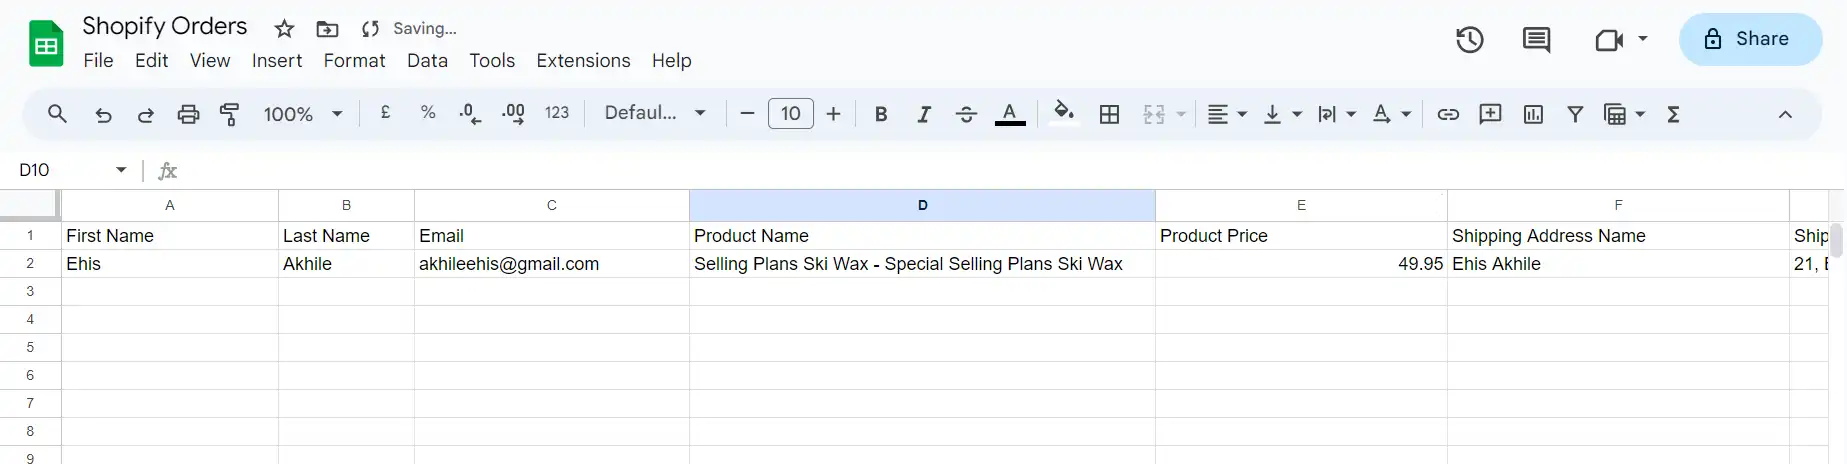 Shopify Orders Saving...
File Edit View Insert Format Data Tools Extensions Help
Share
100% £ % .0 .00 123 Defaul... 10 B I A A Σ
D10 fx
A B C D E F
1 First Name Last Name Email Product Name Product Price Shipping Address Name Ship
2 Ehis Akhile akhileehis@gmail.com Selling Plans Ski Wax - Special Selling Plans Ski Wax 49.95 Ehis Akhile 21,
3
4
5
6
7
8
9